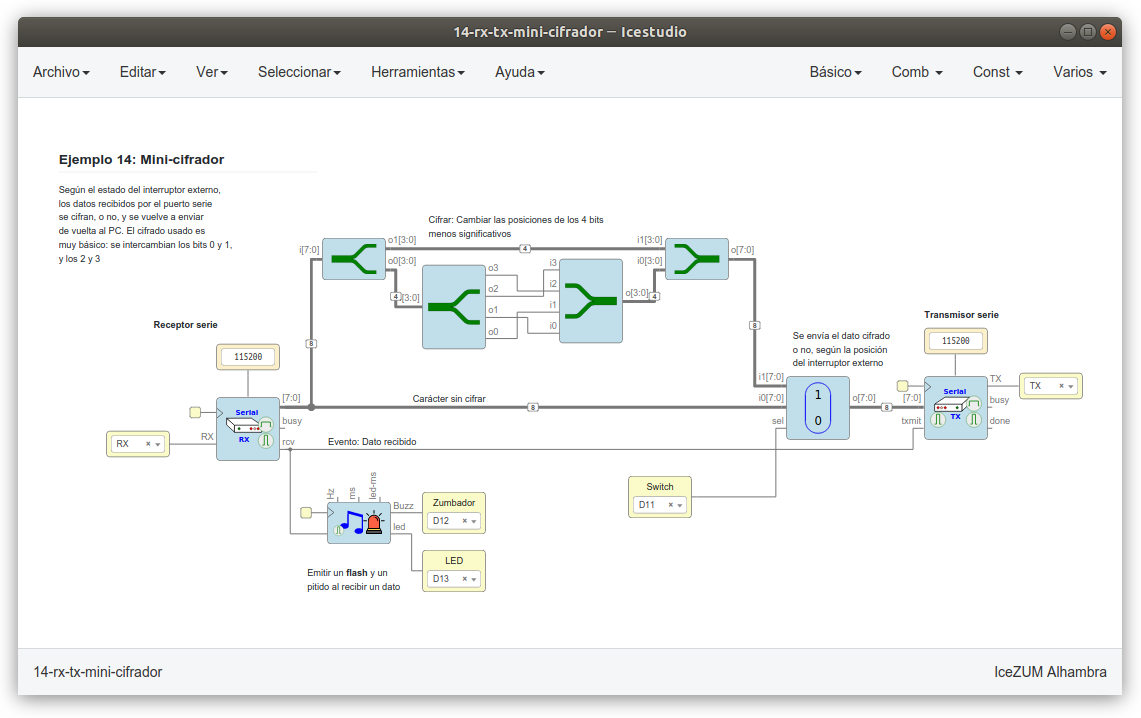 14-rx-tx-mini-cifrador — Icestudio
Archivo Editar Ver Seleccionar Herramientas Ayuda Básico Comb Const Varios
Ejemplo 14: Mini-cifrador
Según el estado del interruptor externo,
los datos recibidos por el puerto serie
se cifran, o no, y se vuelve a enviar
de vuelta al PC. El cifrado usado es
muy básico: se intercambian los bits 0 y 1,
y los 2 y 3
Cifrar: Cambiar las posiciones de los 4 bits
menos significativos
i[7:0]
o1[3:0]
o0[3:0]
4
4
[3:0]
o3
o2
o1
o0
i3
i2
i1
i0
o[3:0]
4
i1[3:0]
i0[3:0]
o[7:0]
8
8
Receptor serie
115200
Serial
RX
RX
RX
[7:0]
busy
rcv
Carácter sin cifrar
8
Evento: Dato recibido
Se envía el dato cifrado
o no, según la posición
del interruptor externo
i1[7:0]
i0[7:0]
sel
1
0
o[7:0]
8
Transmisor serie
115200
[7:0]
txmit
Serial
TX
TX
busy
done
TX
Hz
ms
led-ms
Buzz
led
Zumbador
D12
LED
D13
Switch
D11
Emitir un flash y un
pitido al recibir un dato
14-rx-tx-mini-cifrador
IceZUM Alhambra